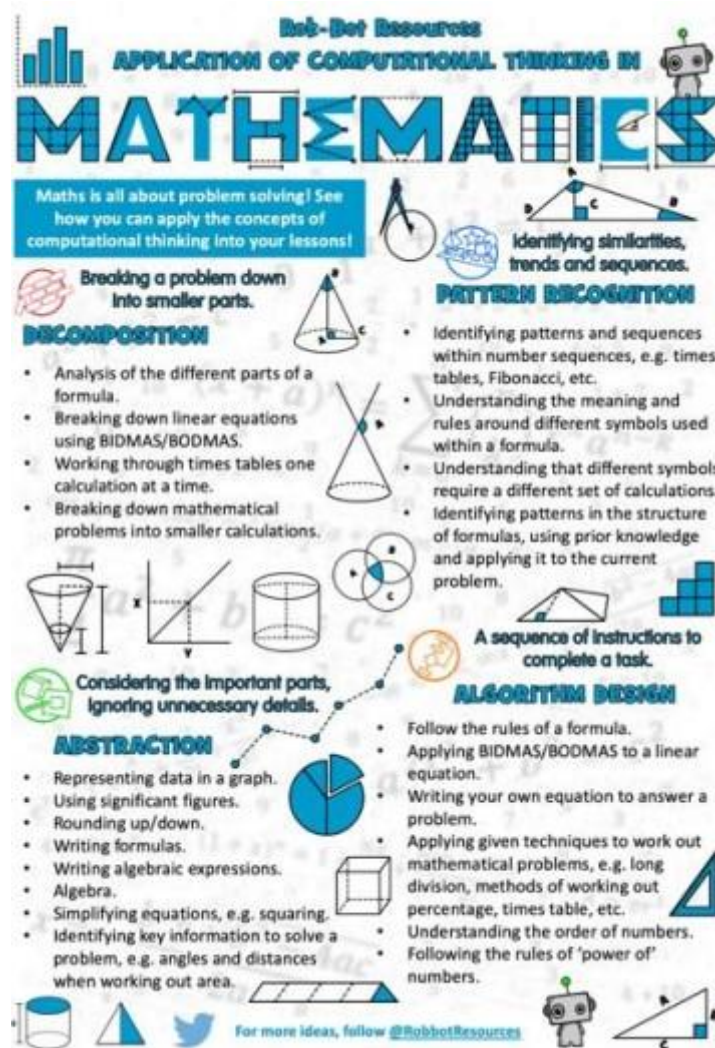 Rob-Bot Resources
APPLICATION OF COMPUTATIONAL THINKING IN
MATHEMATICS
Maths is all about problem solving! See
how you can apply the concepts of
computational thinking into your lessons!
Breaking a problem down
into smaller parts.
DECOMPOSITION
• Analysis of the different parts of a
formula.
• Breaking down linear equations
using BIDMAS/BODMAS.
• Working through times tables one
calculation at a time.
• Breaking down mathematical
problems into smaller calculations.
Identifying similarities,
trends and sequences.
PATTERN RECOGNITION
• Identifying patterns and sequences
within number sequences, e.g. times
tables, Fibonacci, etc.
• Understanding the meaning and
rules around different symbols used
within a formula.
• Understanding that different symbols
require a different set of calculations
• Identifying patterns in the structure
of formulas, using prior knowledge
and applying it to the current
problem.
Considering the important parts,
ignoring unnecessary details.
ABSTRACTION
• Representing data in a graph.
• Using significant figures.
• Rounding up/down.
• Writing formulas.
• Writing algebraic expressions.
• Algebra.
• Simplifying equations, e.g. squaring.
• Identifying key information to solve a
problem, e.g. angles and distances
when working out area.
A sequence of instructions to
complete a task.
ALGORITHM DESIGN
• Follow the rules of a formula.
• Applying BIDMAS/BODMAS to a linear
equation.
• Writing your own equation to answer a
problem.
• Applying given techniques to work out
mathematical problems, e.g. long
division, methods of working out
percentage, times table, etc.
• Understanding the order of numbers.
• Following the rules of ‘power of’
numbers.
For more ideas, follow @RobbotResources